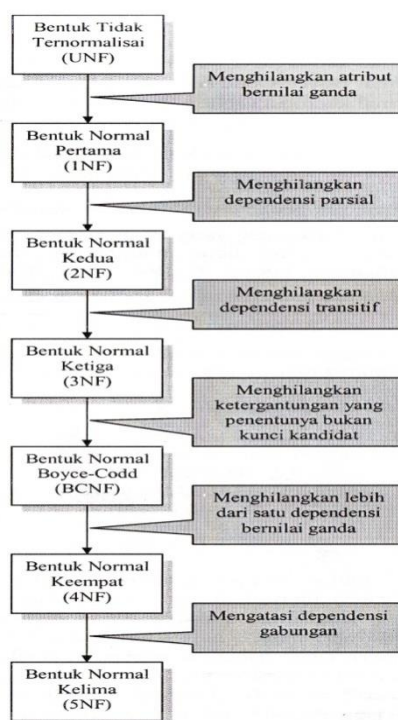 Bentuk Tidak
Ternormalisai
(UNF)
Menghilangkan atribut
bernilai ganda
Bentuk Normal
Pertama
(1NF)
Menghilangkan
dependensi parsial
Bentuk Normal
Kedua
(2NF)
Menghilangkan
dependensi transitif
Bentuk Normal
Ketiga
(3NF)
Menghilangkan
ketergantungan yang
penentunya bukan
kunci kandidat
Bentuk Normal
Boyce-Codd
(BCNF)
Menghilangkan lebih
dari satu dependensi
bernilai ganda
Bentuk Normal
Keempat
(4NF)
Mengatasi dependensi
gabungan
Bentuk Normal
Kelima
(5NF)